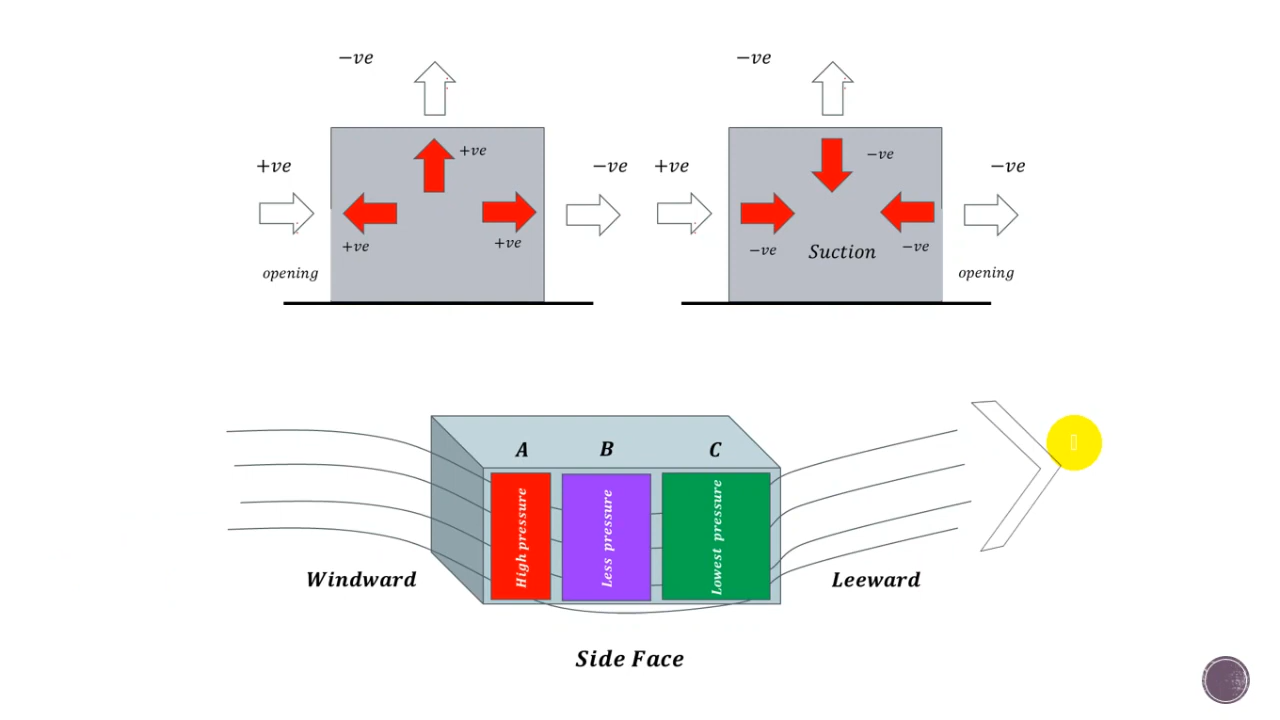 −ve
+ve
+ve
−ve
+ve
+ve
opening
−ve
−ve
+ve
−ve
−ve
−ve
Suction
opening
A
B
C
High pressure
Less pressure
Lowest pressure
Windward
Leeward
Side Face